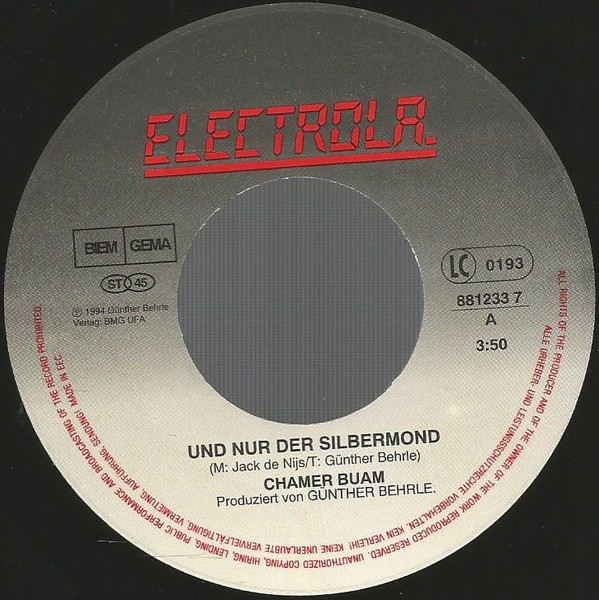 ELECTROLA.
BIEM GEMA
ST 45
℗ 1994 Günther Behrle
Verlag: BMG UFA
LC 0193
881233 7
A
3:50
UND NUR DER SILBERMOND
(M: Jack de Nijs/T: Günther Behrle)
CHAMER BUAM
Produziert von GÜNTHER BEHRLE.
ALL RIGHTS OF THE PRODUCER AND OF THE OWNER OF THE WORK REPRODUCED RESERVED. UNAUTHORIZED COPYING, HIRING, LENDING, PUBLIC PERFORMANCE AND BROADCASTING OF THE RECORD PROHIBITED.
ALLE URHEBER- UND LEISTUNGSSCHUTZRECHTE VORBEHALTEN. KEIN VERLEIH! KEINE UNERLAUBTE VERVIELFÄLTIGUNG, VERMIETUNG, AUFFÜHRUNG, SENDUNG! MADE IN EEC.